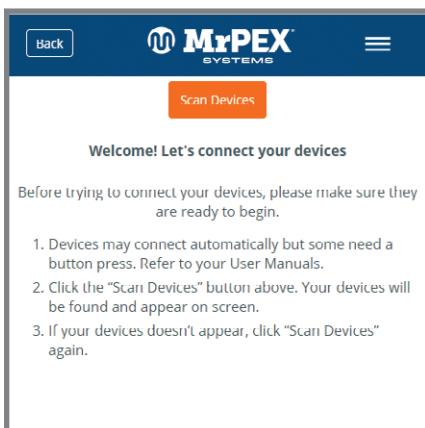 Back
MrPEX
SYSTEMS
Scan Devices
Welcome! Let's connect your devices
Before trying to connect your devices, please make sure they
are ready to begin.
1. Devices may connect automatically but some need a
button press. Refer to your User Manuals.
2. Click the “Scan Devices” button above. Your devices will
be found and appear on screen.
3. If your devices doesn't appear, click “Scan Devices”
again.